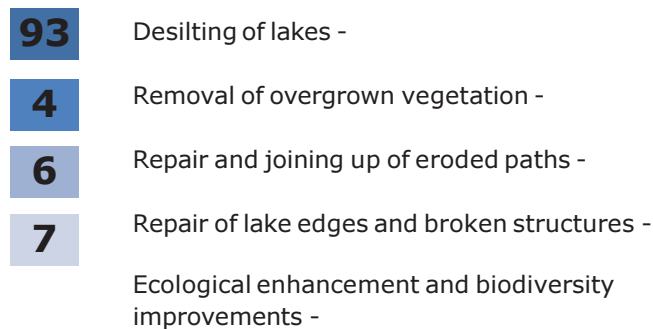 93 Desilting of lakes -
4 Removal of overgrown vegetation -
6 Repair and joining up of eroded paths -
7 Repair of lake edges and broken structures -
Ecological enhancement and biodiversity
improvements -